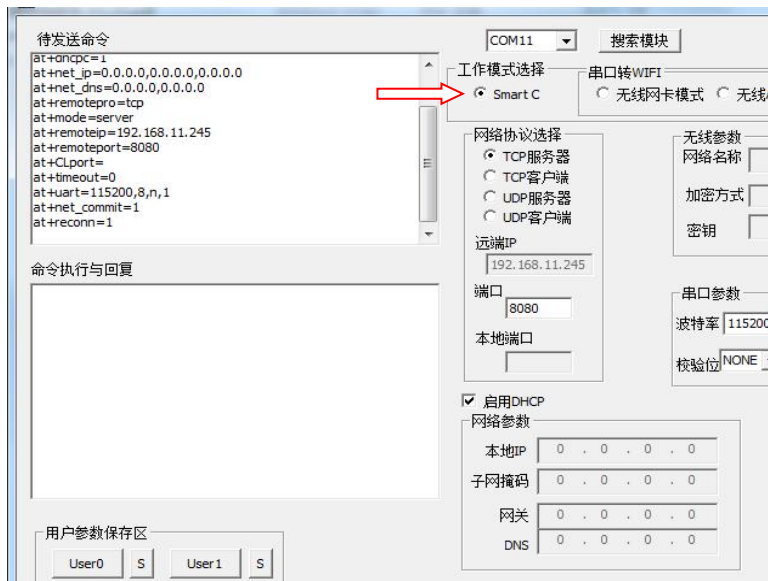 待发送命令
at+dhcpc=1
at+net_ip=0.0.0.0,0.0.0.0,0.0.0.0
at+net_dns=0.0.0.0,0.0.0.0
at+remotepro=tcp
at+mode=server
at+remoteip=192.168.11.245
at+remoteport=8080
at+CLport=
at+timeout=0
at+uart=115200,8,n,1
at+net_commit=1
at+reconn=1
命令执行与回复
用户参数保存区
User0 S User1 S
COM11 搜索模块
工作模式选择
Smart C
串口转WIFI
无线网卡模式 无线
网络协议选择
TCP服务器
TCP客户端
UDP服务器
UDP客户端
远端IP
192.168.11.245
端口
8080
本地端口
无线参数
网络名称
加密方式
密钥
串口参数
波特率 115200
校验位 NONE
启用DHCP
网络参数
本地IP 0 . 0 . 0 . 0
子网掩码 0 . 0 . 0 . 0
网关 0 . 0 . 0 . 0
DNS 0 . 0 . 0 . 0